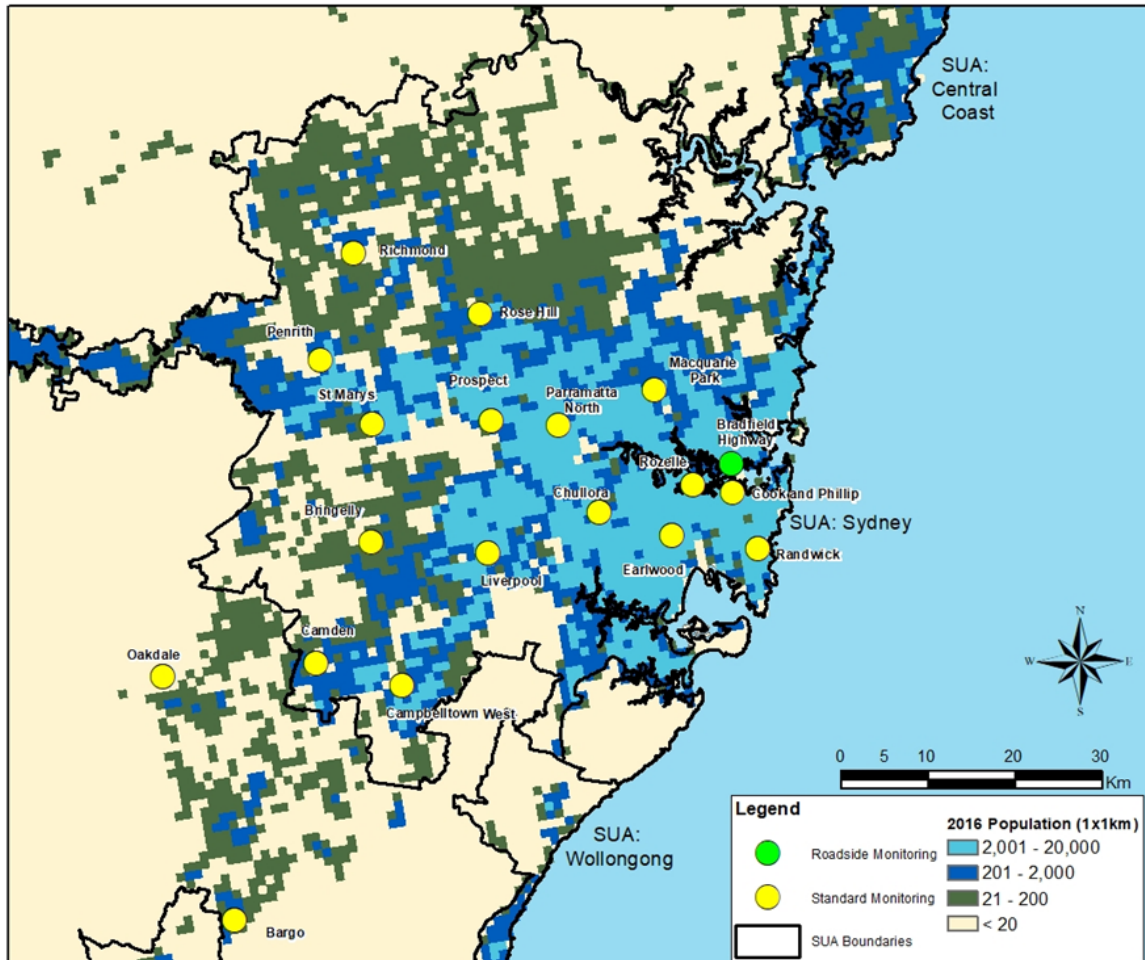 SUA:
Central
Coast
Richmond
Rose Hill
Penrith
Macquarie
Park
St Marys
Prospect
Parramatta
North
Bradfield
Highway
Rozelle
Chullora
Cook and Phillip
Bringelly
SUA: Sydney
Randwick
Liverpool
Earlwood
Camden
Oakdale
Campbelltown West
N
W
E
S
0
10
20
30
Km
SUA:
Wollongong
Bargo
Legend
Roadside Monitoring
Standard Monitoring
SUA Boundaries
2016 Population (1x1km)
2,001 - 20,000
201 - 2,000
21 - 200
< 20